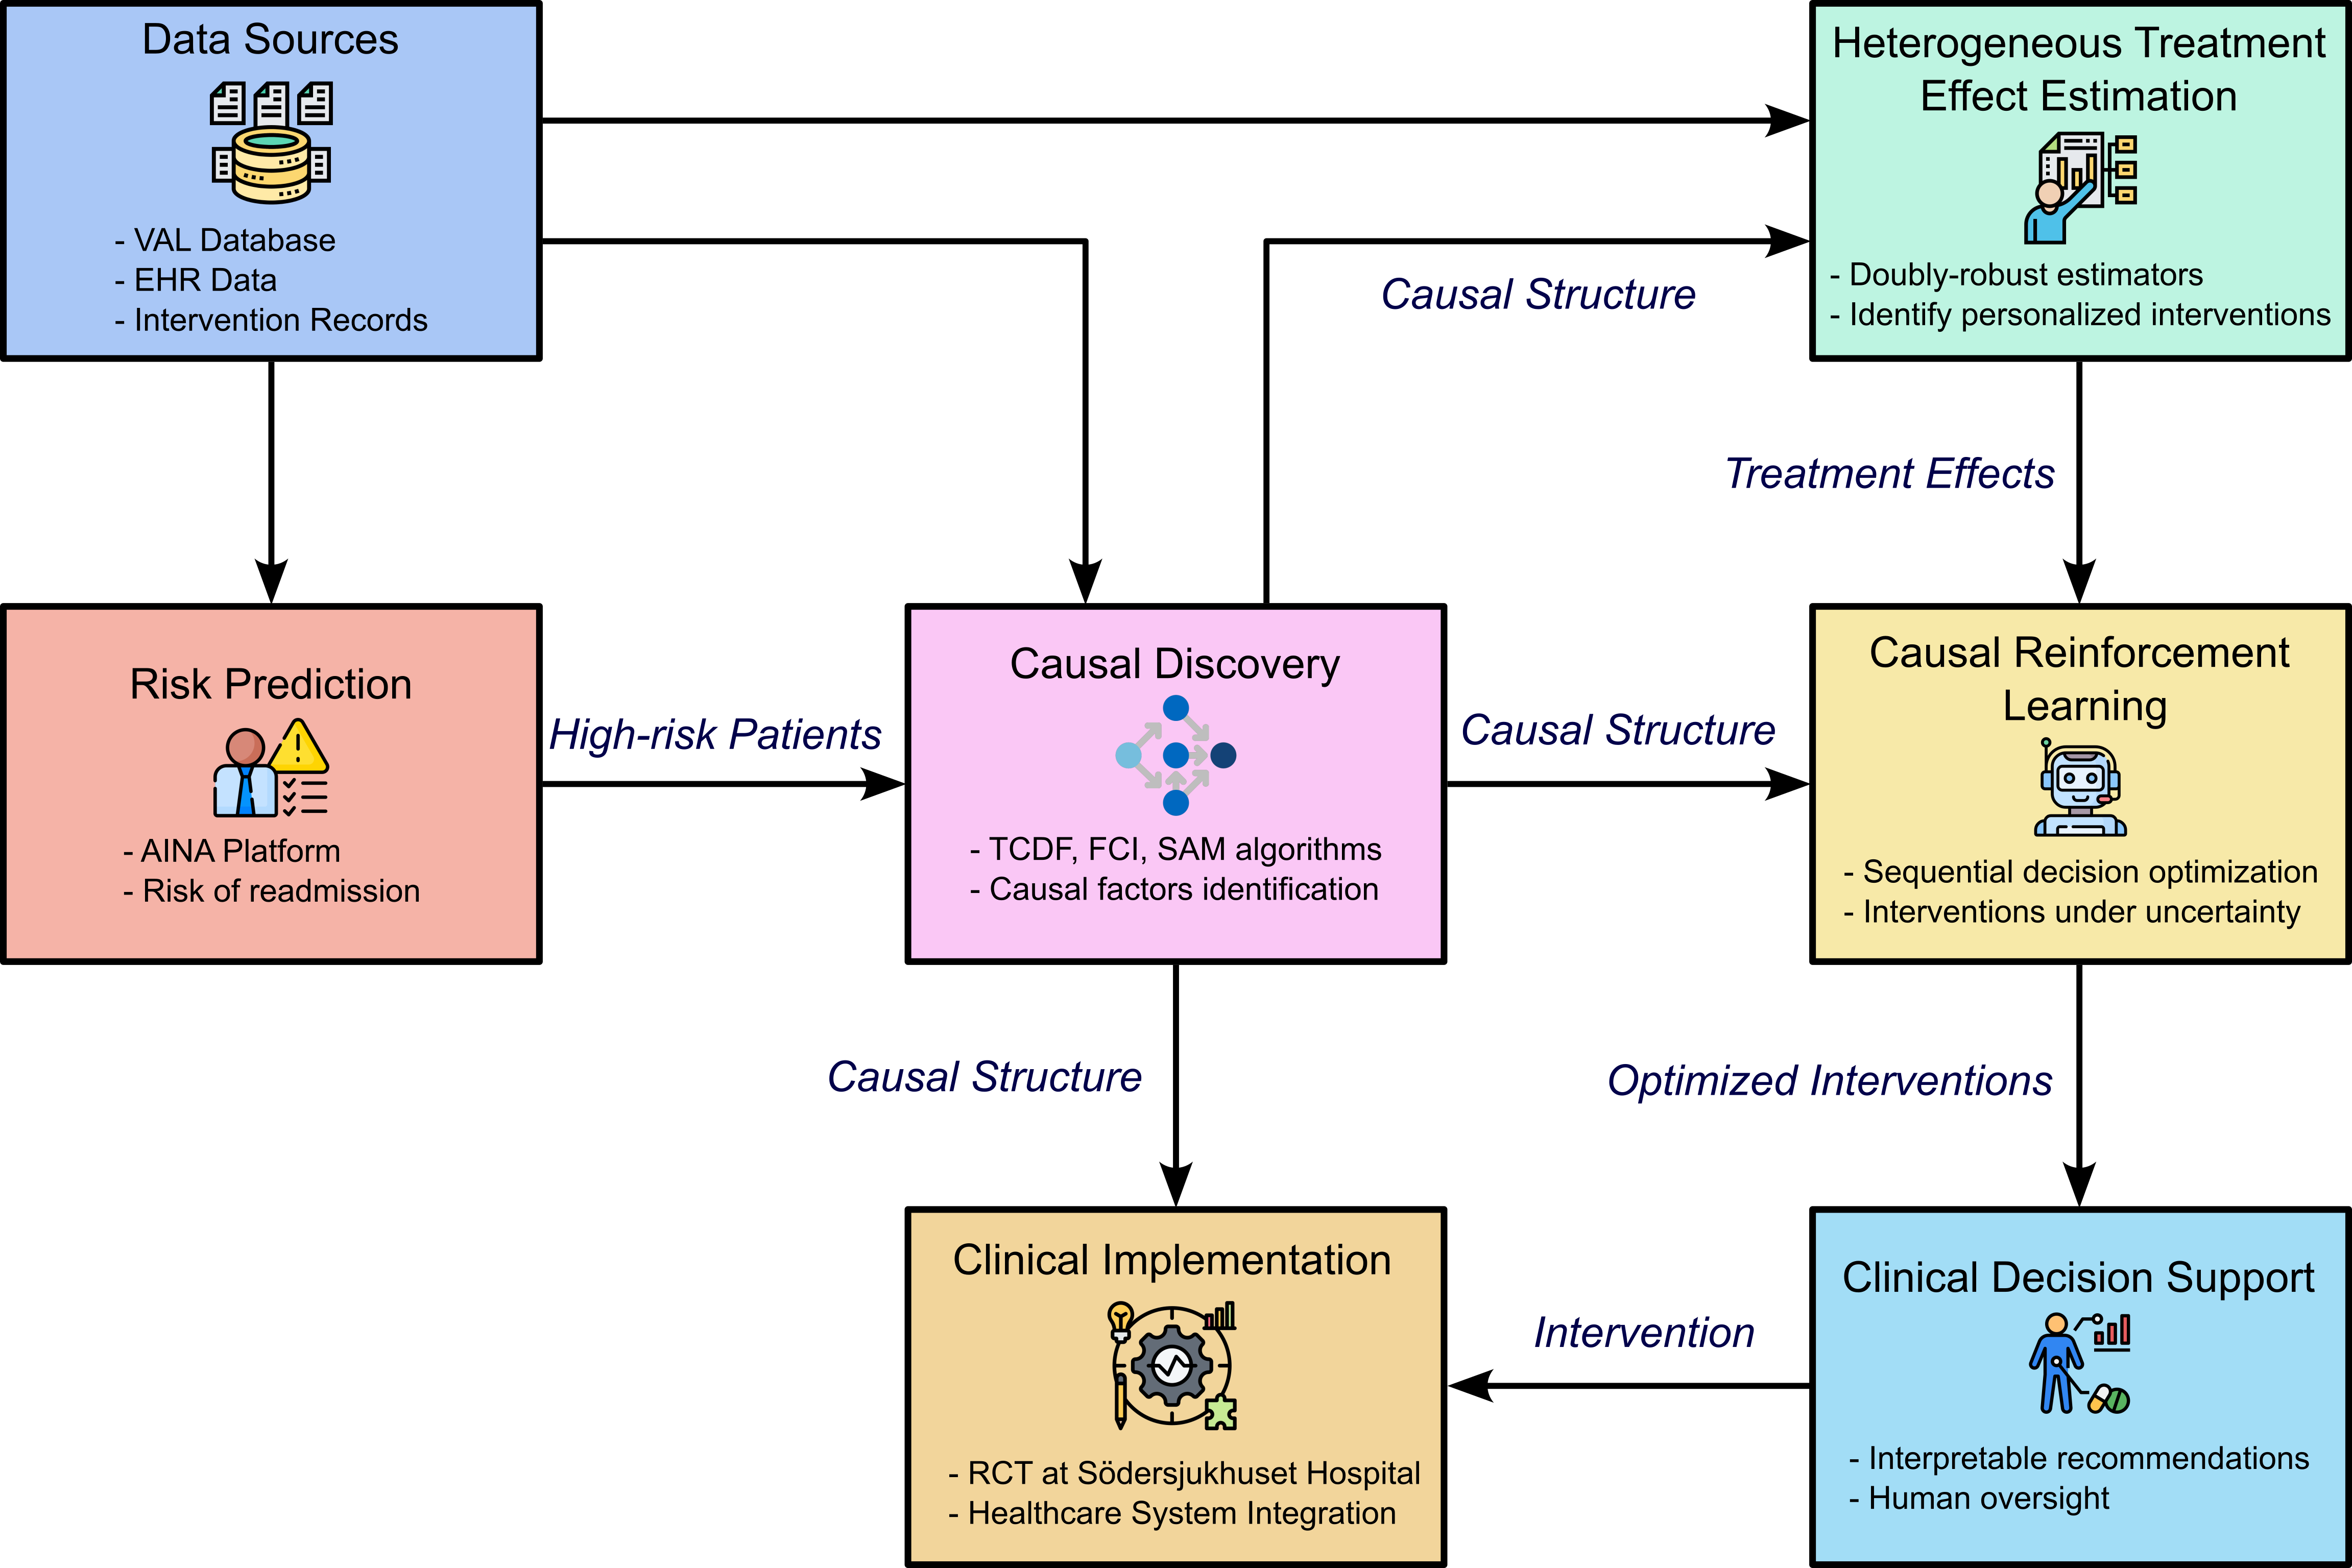 Data Sources
- VAL Database
- EHR Data
- Intervention Records
Heterogeneous Treatment
Effect Estimation
- Doubly-robust estimators
- Identify personalized interventions
Causal Structure
Treatment Effects
Risk Prediction
- AINA Platform
- Risk of readmission
High-risk Patients
Causal Discovery
- TCDF, FCI, SAM algorithms
- Causal factors identification
Causal Structure
Causal Reinforcement
Learning
- Sequential decision optimization
- Interventions under uncertainty
Causal Structure
Optimized Interventions
Clinical Implementation
- RCT at Södersjukhuset Hospital
- Healthcare System Integration
Intervention
Clinical Decision Support
- Interpretable recommendations
- Human oversight